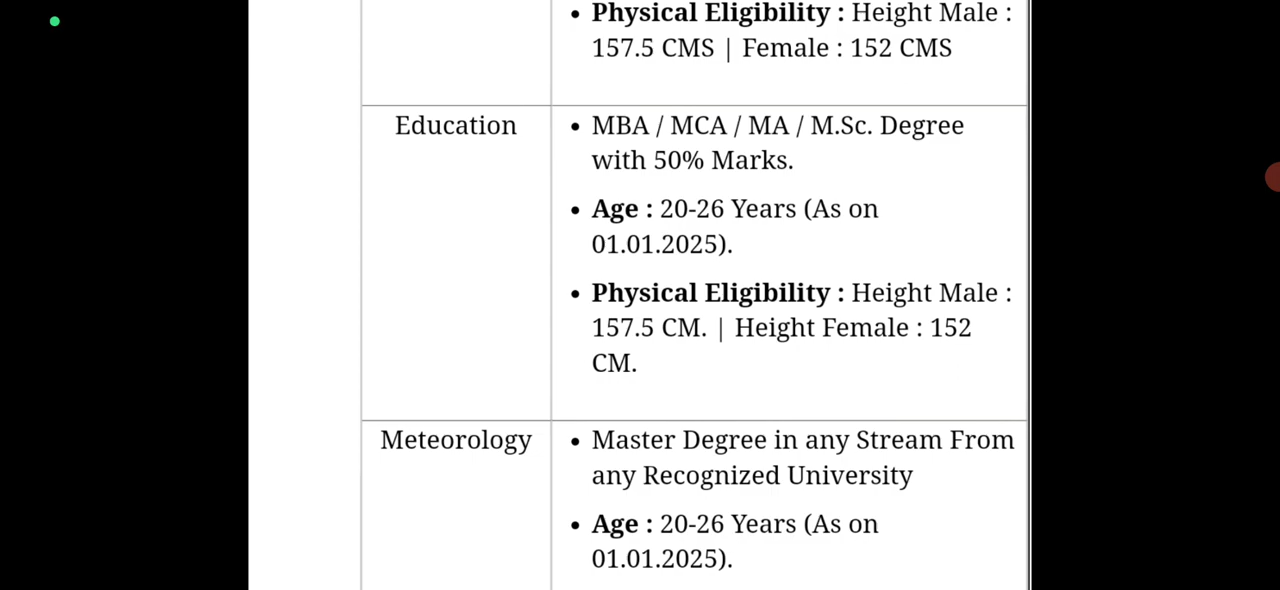 • Physical Eligibility : Height Male :
157.5 CMS | Female : 152 CMS
Education
• MBA / MCA / MA / M.Sc. Degree
with 50% Marks.
• Age : 20-26 Years (As on
01.01.2025).
• Physical Eligibility : Height Male :
157.5 CM. | Height Female : 152
CM.
Meteorology
• Master Degree in any Stream From
any Recognized University
• Age : 20-26 Years (As on
01.01.2025).